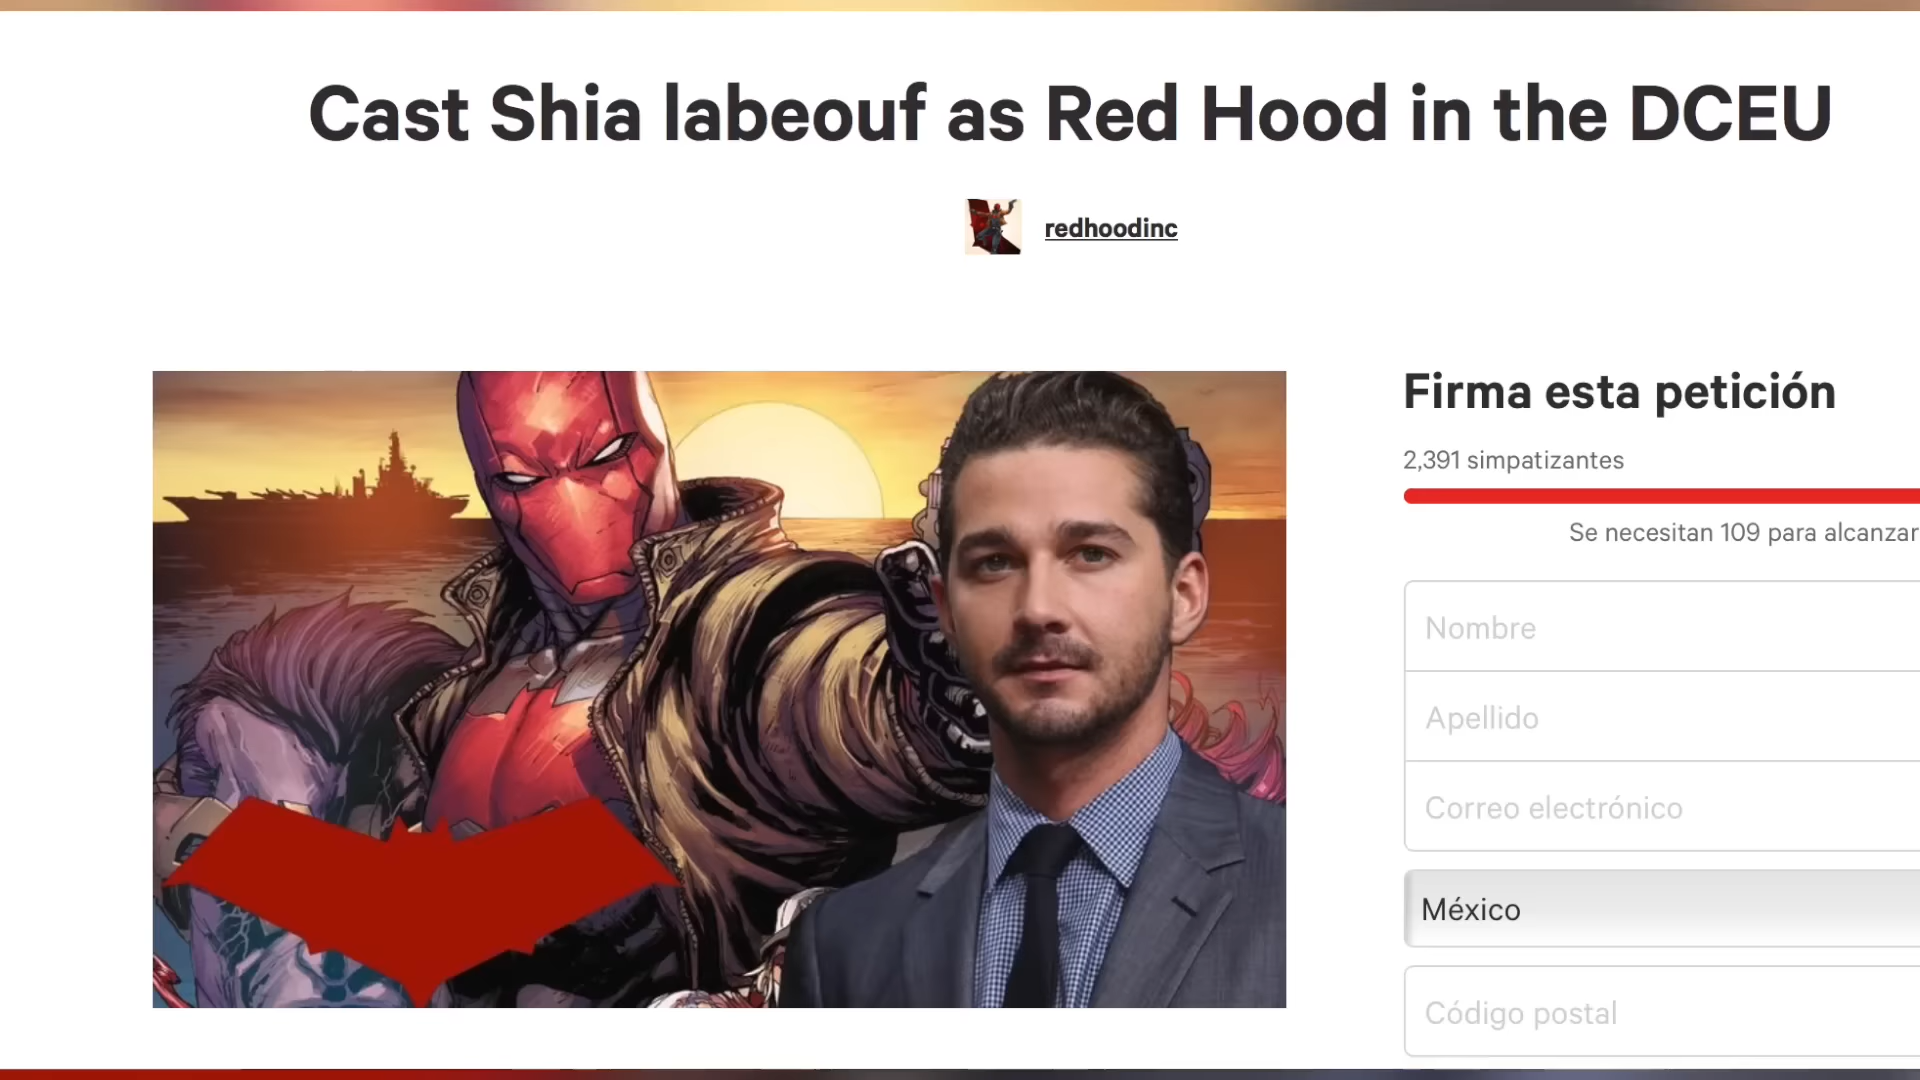 Cast Shia labeouf as Red Hood in the DCEU
redhoodinc
Firma esta petición
2,391 simpatizantes
Se necesitan 109 para alcanzar
Nombre
Apellido
Correo electrónico
México
Código postal